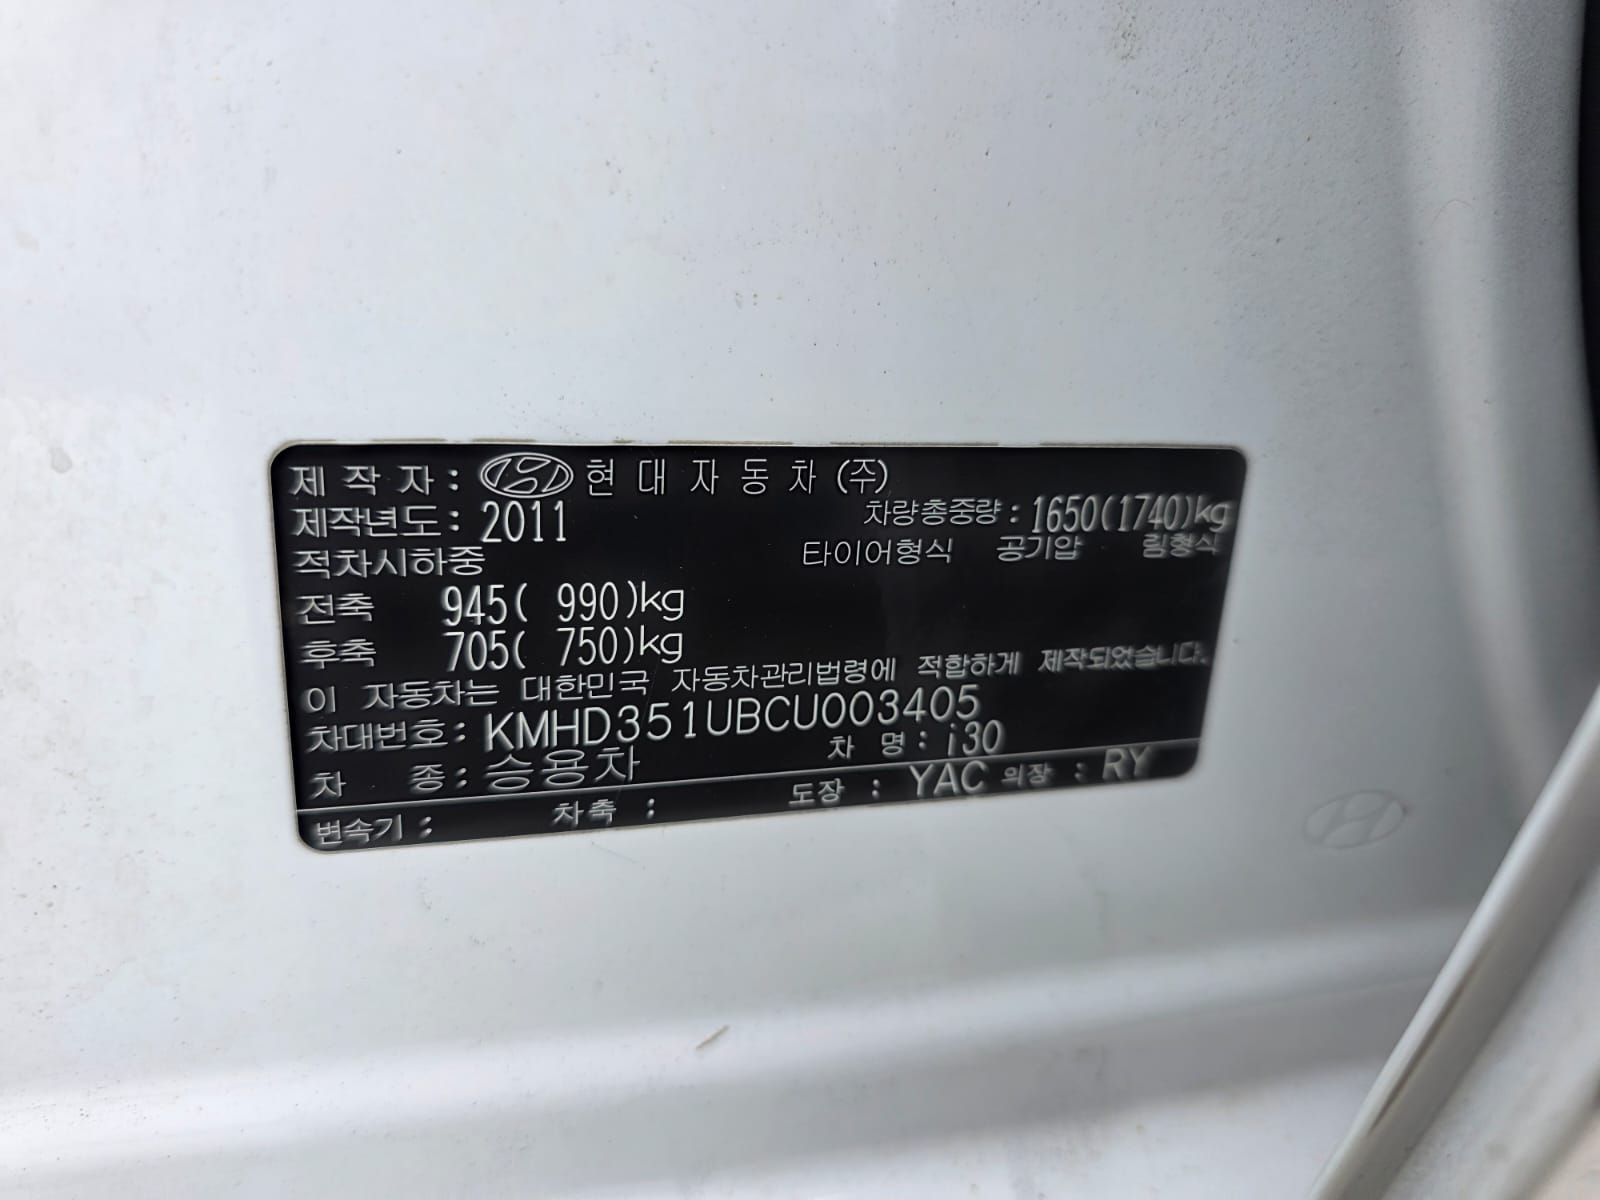 제 작 자 : 현 대 자 동 차 (주)
제작년도 : 2011 차량총중량 : 1650(1740)kg
적차시하중 타이어형식 공기압 림형식
전축 945( 990)kg
후축 705( 750)kg
이 자동차는 대한민국 자동차관리법령에 적합하게 제작되었습니다.
차대번호 : KMHD351UBCU003405
차 종 : 승용차 차 명 : i30
변속기 : 차축 : 도장 : YAC 의장 : RY